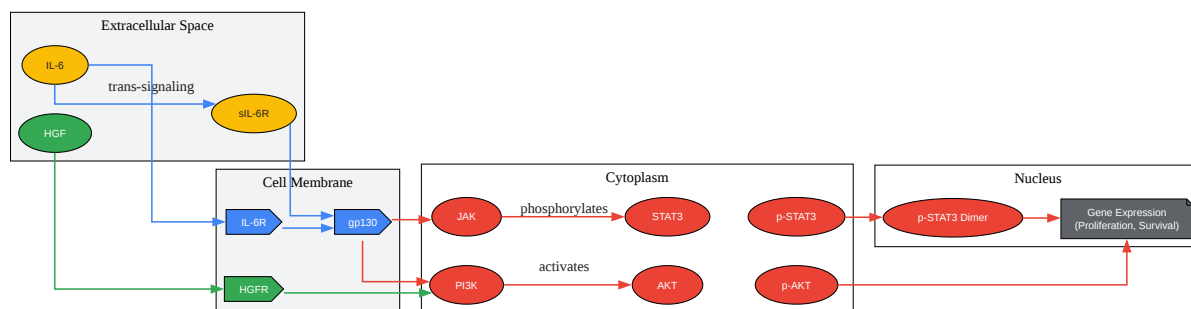 Extracellular Space
IL-6
trans-signaling
sIL-6R
HGF
Cell Membrane
IL-6R
gp130
HGFR
Cytoplasm
JAK
phosphorylates
STAT3
p-STAT3
PI3K
activates
AKT
p-AKT
Nucleus
p-STAT3 Dimer
Gene Expression
(Proliferation, Survival)